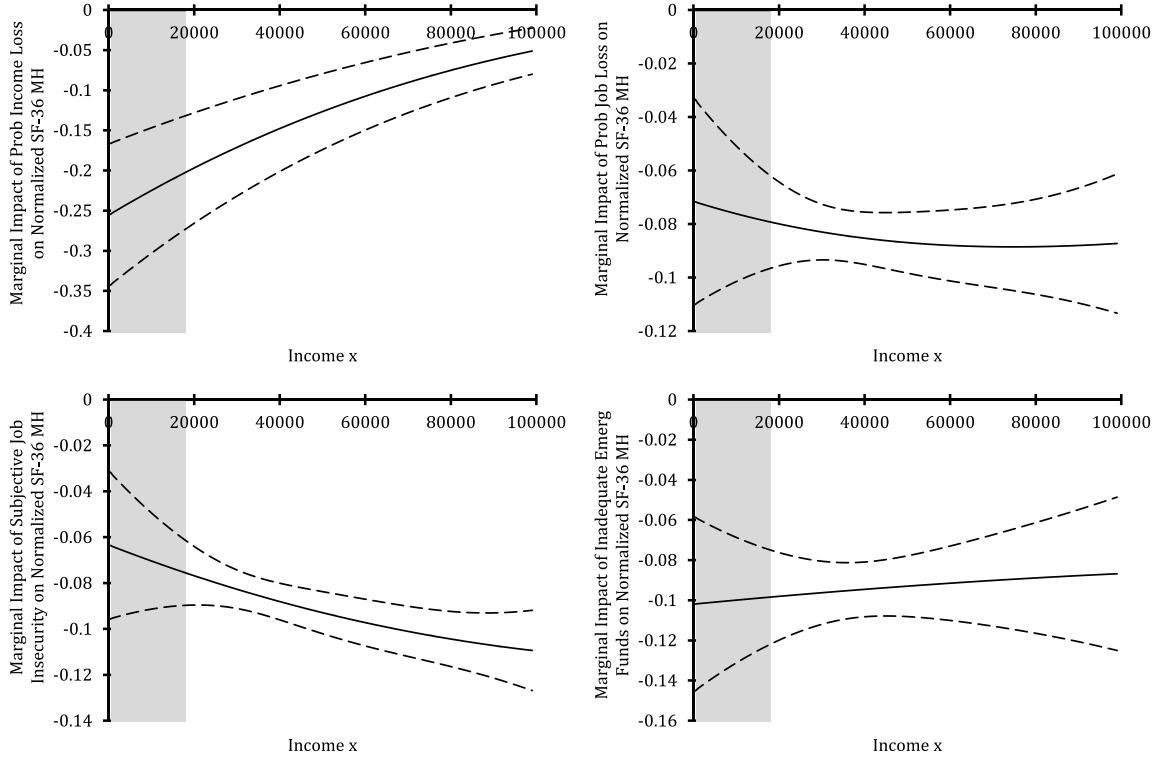 Marginal Impact of Prob Income Loss
on Normalized SF-36 MH
0
-0.05
-0.1
-0.15
-0.2
-0.25
-0.3
-0.35
-0.4
0 20000 40000 60000 80000 100000
Income x
Marginal Impact of Prob Job Loss on
Normalized SF-36 MH
0
-0.02
-0.04
-0.06
-0.08
-0.1
-0.12
0 20000 40000 60000 80000 100000
Income x
Marginal Impact of Subjective Job
Insecurity on Normalized SF-36 MH
0
-0.02
-0.04
-0.06
-0.08
-0.1
-0.12
-0.14
0 20000 40000 60000 80000 100000
Income x
Marginal Impact of Inadequate Emerg
Funds on Normalized SF-36 MH
0
-0.02
-0.04
-0.06
-0.08
-0.1
-0.12
-0.14
-0.16
0 20000 40000 60000 80000 100000
Income x